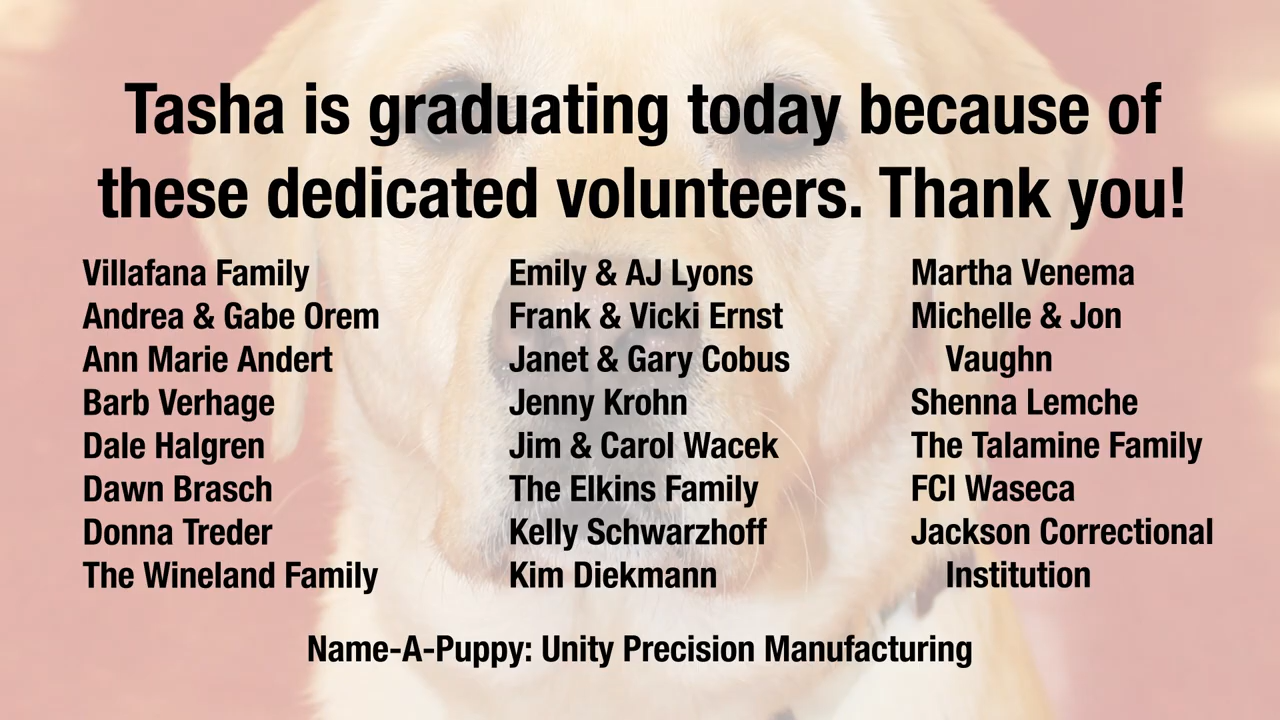 Tasha is graduating today because of
these dedicated volunteers. Thank you!
Villafana Family
Andrea & Gabe Orem
Ann Marie Andert
Barb Verhage
Dale Halgren
Dawn Brasch
Donna Treder
The Wineland Family
Emily & AJ Lyons
Frank & Vicki Ernst
Janet & Gary Cobus
Jenny Krohn
Jim & Carol Wacek
The Elkins Family
Kelly Schwarzhoff
Kim Diekmann
Martha Venema
Michelle & Jon
Vaughn
Shenna Lemche
The Talamine Family
FCI Waseca
Jackson Correctional
Institution
Name-A-Puppy: Unity Precision Manufacturing